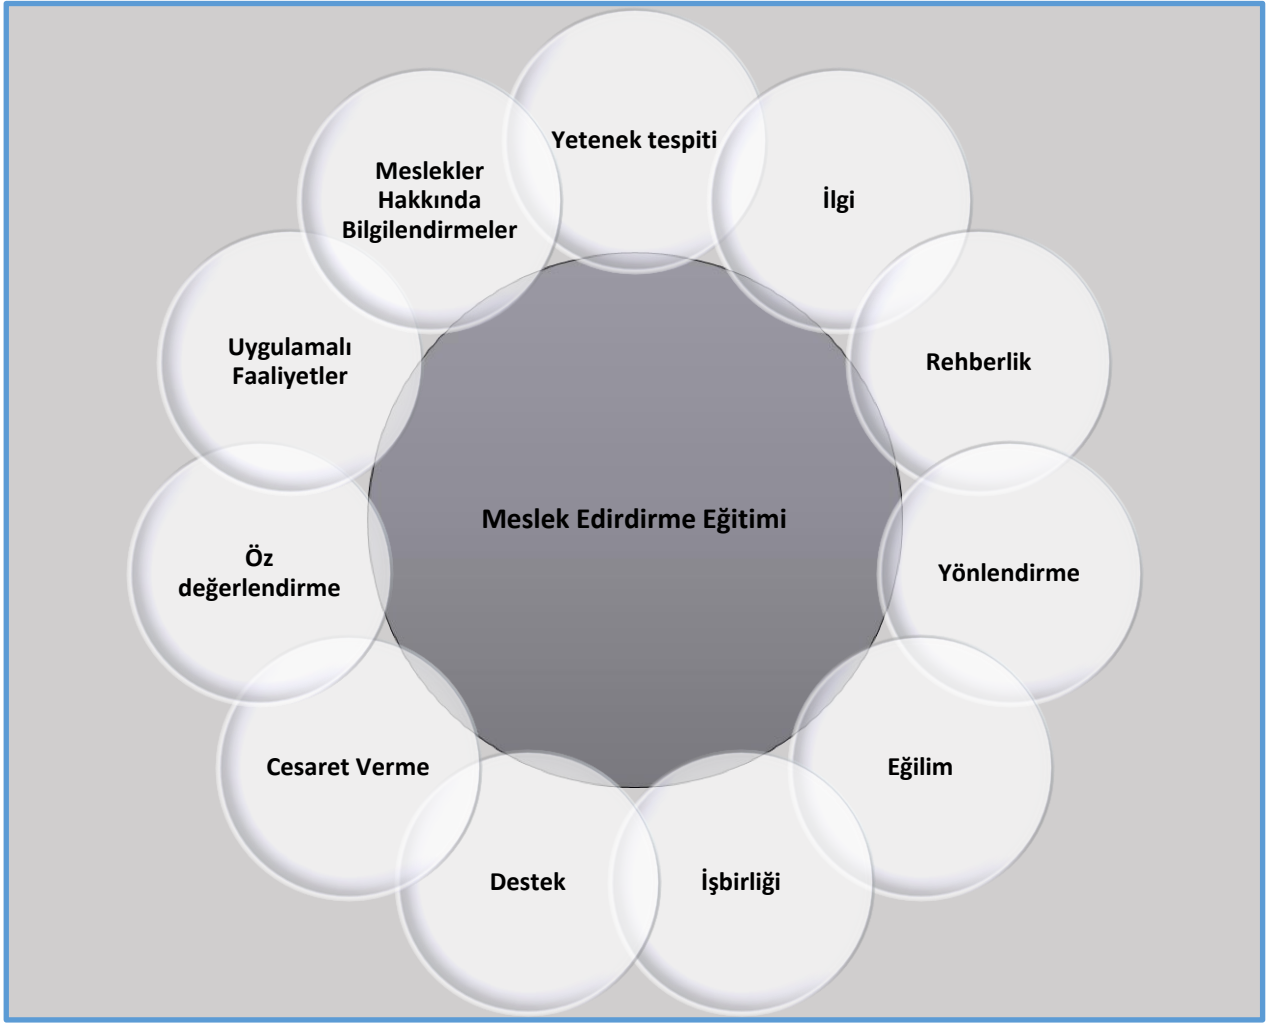 Yetenek tespiti
İlgi
Rehberlik
Yönlendirme
Eğilim
İşbirliği
Destek
Cesaret Verme
Öz
değerlendirme
Uygulamalı
Faaliyetler
Meslekler
Hakkında
Bilgilendirmeler
Meslek Edirdirme Eğitimi